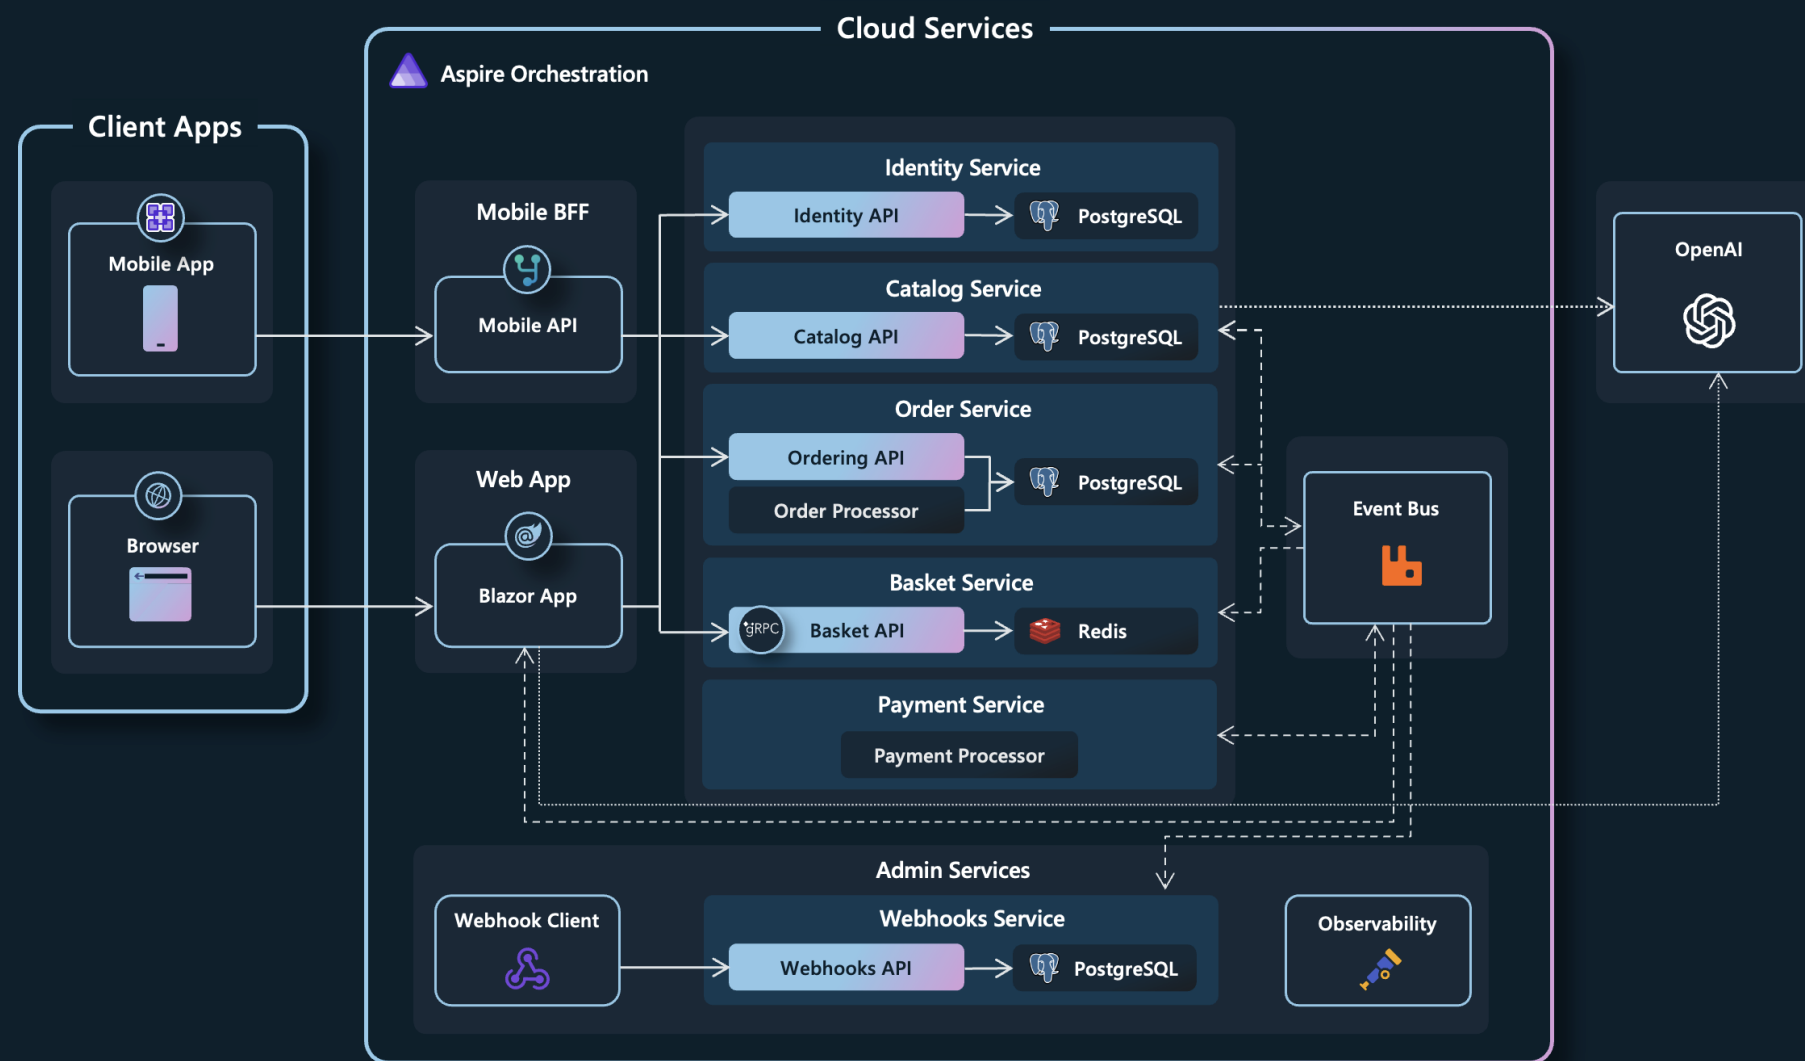 Cloud Services
Aspire Orchestration
Client Apps
Mobile App
Browser
Mobile BFF
Mobile API
Web App
@
Blazor App
Identity Service
Identity API
PostgreSQL
Catalog Service
Catalog API
PostgreSQL
Order Service
Ordering API
Order Processor
PostgreSQL
Basket Service
gRPC
Basket API
Redis
Payment Service
Payment Processor
Event Bus
OpenAI
Admin Services
Webhook Client
Webhooks Service
Webhooks API
PostgreSQL
Observability